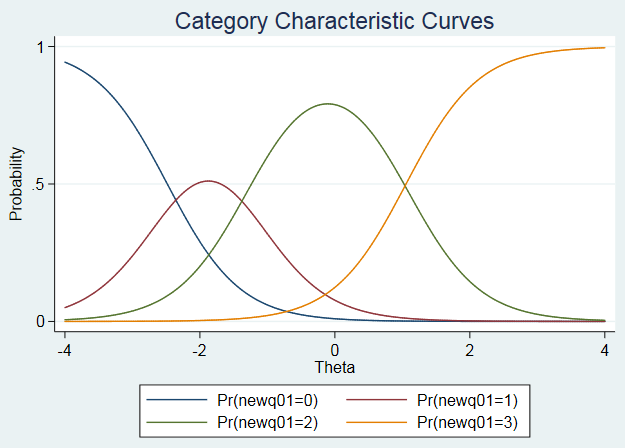 Category Characteristic Curves
1
.5
0
Probability
-4 -2 0 2 4
Theta
Pr(newq01=0) Pr(newq01=1)
Pr(newq01=2) Pr(newq01=3)